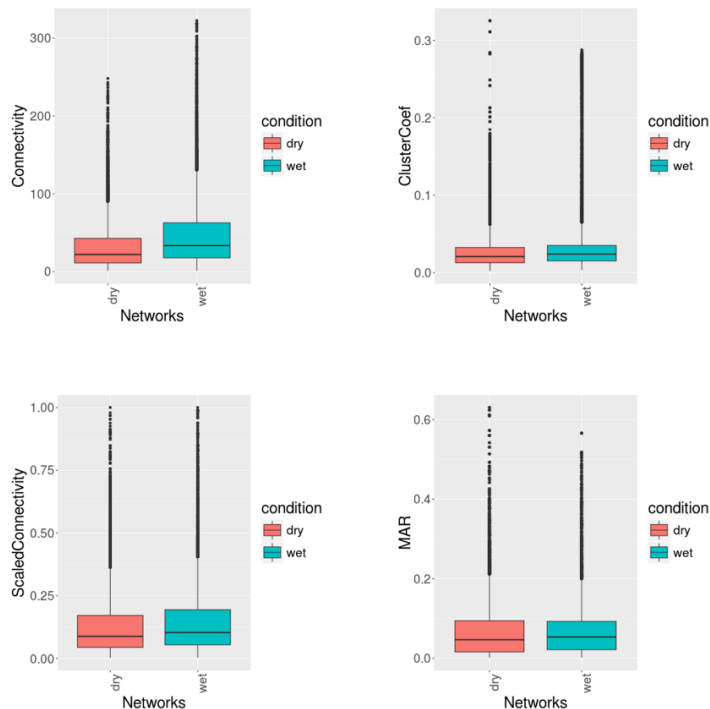 Connectivity
300
200
100
0
dry
wet
Networks
condition
dry
wet
ClusterCoef
0.3
0.2
0.1
0.0
dry
wet
Networks
condition
dry
wet
ScaledConnectivity
1.00
0.75
0.50
0.25
0.00
dry
wet
Networks
condition
dry
wet
MAR
0.6
0.4
0.2
0.0
dry
wet
Networks
condition
dry
wet